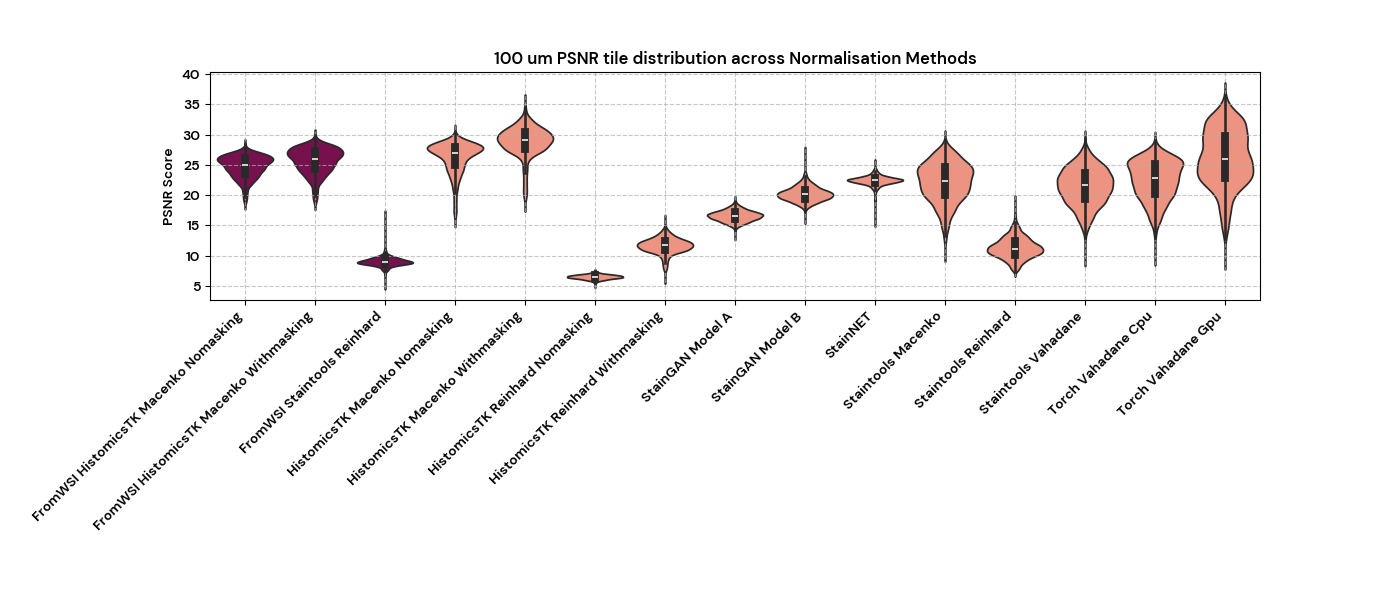 100 um PSNR tile distribution across Normalisation Methods
PSNR Score
40
35
30
25
20
15
10
5
FromWSI HistomicsTK Macenko Nomasking
FromWSI HistomicsTK Macenko Withmasking
FromWSI Staintools Reinhard
HistomicsTK Macenko Nomasking
HistomicsTK Macenko Withmasking
HistomicsTK Reinhard Nomasking
HistomicsTK Reinhard Withmasking
StainGAN Model A
StainGAN Model B
StainNET
Staintools Macenko
Staintools Reinhard
Staintools Vahadane
Torch Vahadane Cpu
Torch Vahadane Gpu